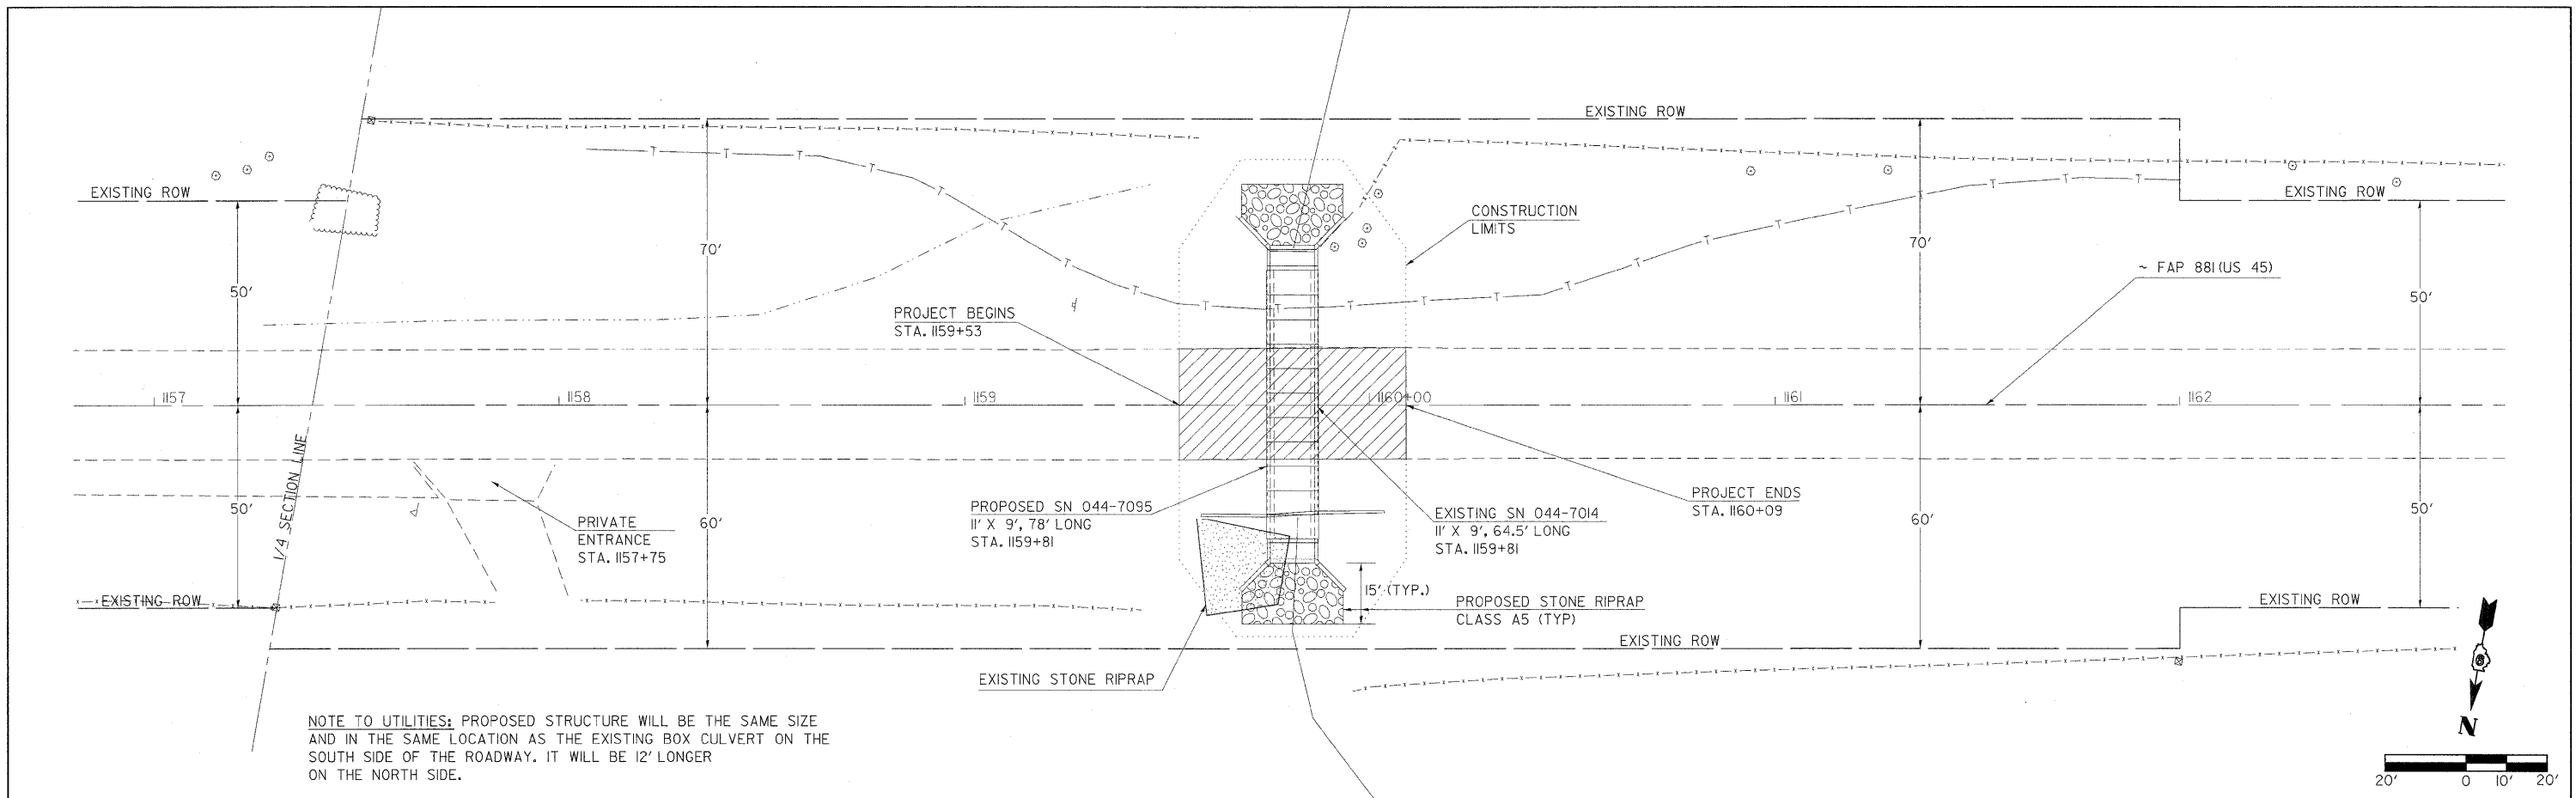 EXISTING ROW
EXISTING ROW
EXISTING ROW
CONSTRUCTION
LIMITS
70'
70'
~ FAP 881 (US 45)
50'
50'
PROJECT BEGINS
STA. 1159+53
1157
1158
1159
1160+00
1161
1162
1/4 SECTION LINE
PROJECT ENDS
STA. 1160+09
PROPOSED SN 044-7095
11' X 9', 78' LONG
STA. 1159+81
EXISTING SN 044-7014
11' X 9', 64.5' LONG
STA. 1159+81
50'
50'
PRIVATE
ENTRANCE
STA. 1157+75
60'
60'
15' (TYP.)
PROPOSED STONE RIPRAP
CLASS A5 (TYP)
EXISTING ROW
EXISTING ROW
EXISTING ROW
EXISTING STONE RIPRAP
NOTE TO UTILITIES: PROPOSED STRUCTURE WILL BE THE SAME SIZE
AND IN THE SAME LOCATION AS THE EXISTING BOX CULVERT ON THE
SOUTH SIDE OF THE ROADWAY. IT WILL BE 12' LONGER
ON THE NORTH SIDE.
N
20' 0 10' 20'
T T T T T T T T T T T T T T T T T T T T